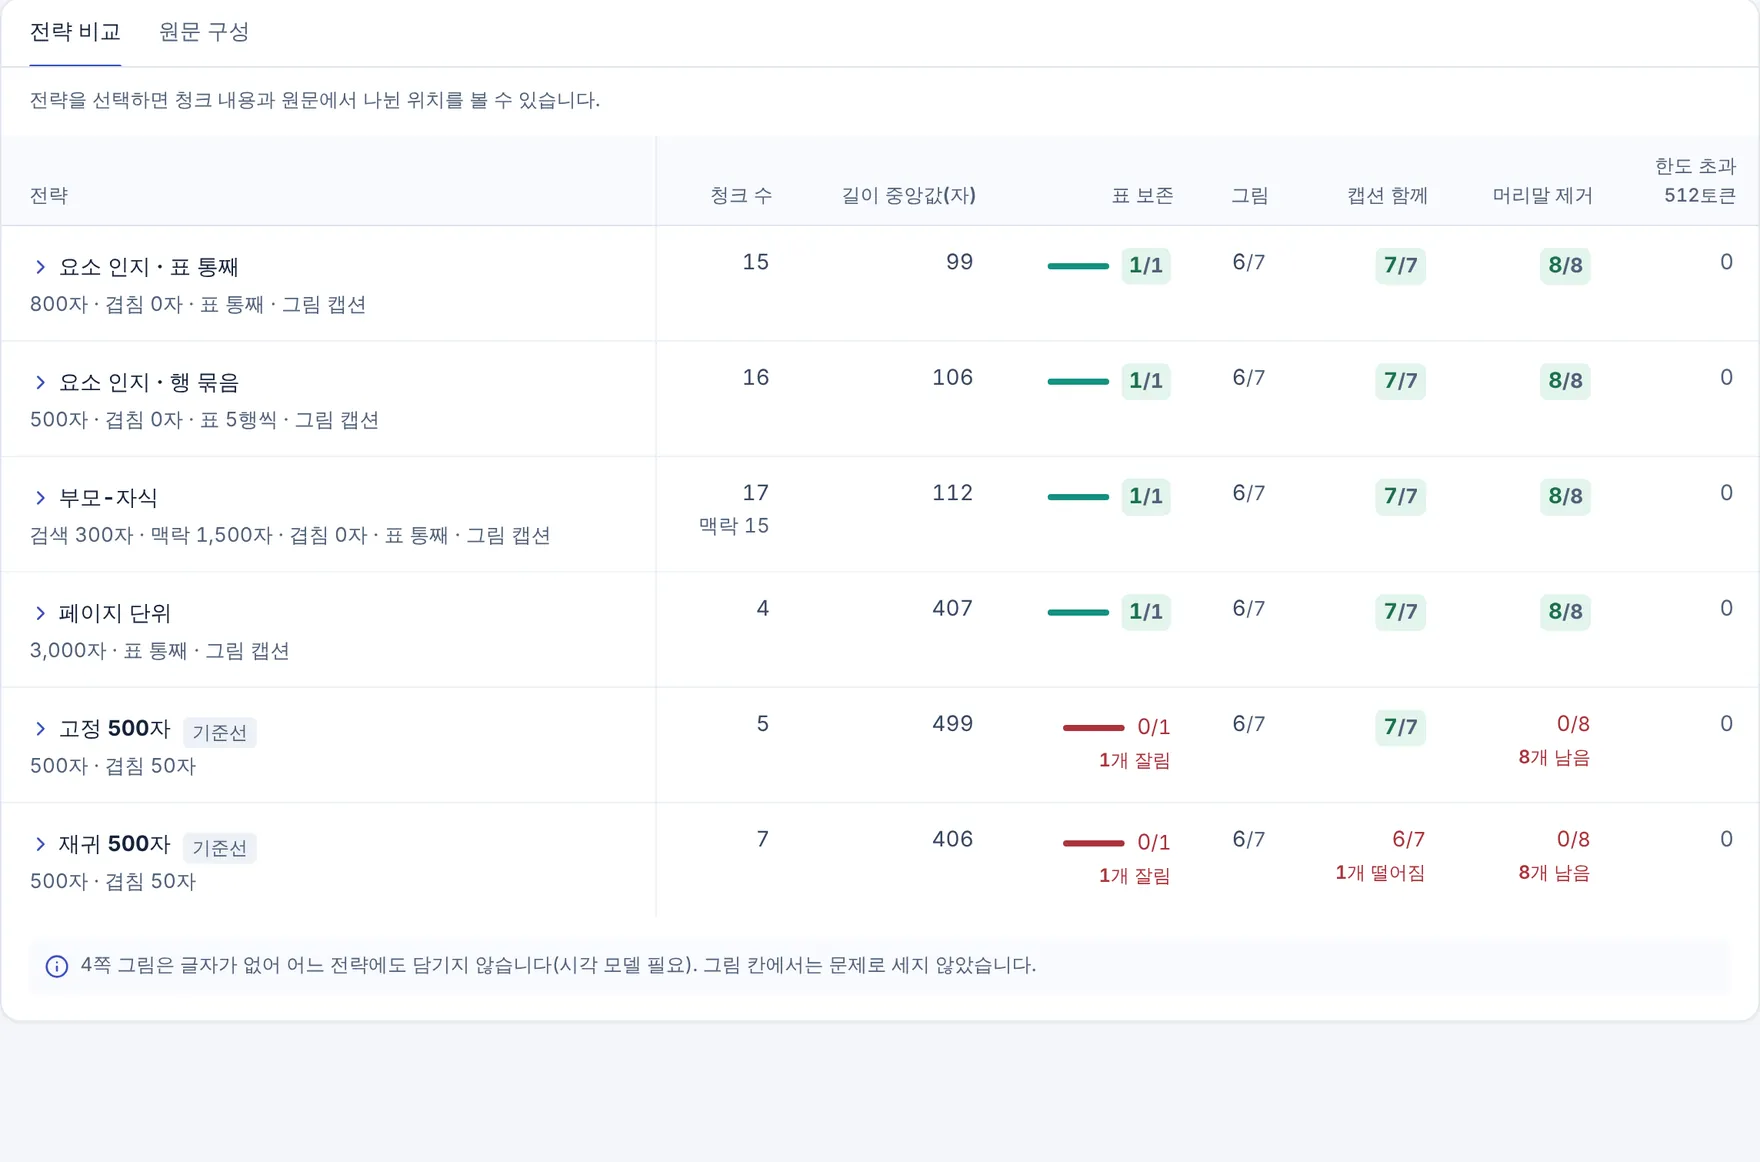 전략 비교 원문 구성
전략을 선택하면 청크 내용과 원문에서 나뉜 위치를 볼 수 있습니다.
전략 청크 수 길이 중앙값(자) 표 보존 그림 캡션 함께 머리말 제거 한도 초과 512토큰
요소 인지 · 표 통째 15 99 1/1 6/7 7/7 8/8 0
800자 · 겹침 0자 · 표 통째 · 그림 캡션
요소 인지 · 행 묶음 16 106 1/1 6/7 7/7 8/8 0
500자 · 겹침 0자 · 표 5행씩 · 그림 캡션
부모-자식 17 112 1/1 6/7 7/7 8/8 0
검색 300자 · 맥락 1,500자 · 겹침 0자 · 표 통째 · 그림 캡션 맥락 15
페이지 단위 4 407 1/1 6/7 7/7 8/8 0
3,000자 · 표 통째 · 그림 캡션
고정 500자 기준선 5 499 0/1 6/7 7/7 0/8 0
500자 · 겹침 50자 1개 잘림 8개 남음
재귀 500자 기준선 7 406 0/1 6/7 6/7 0/8 0
500자 · 겹침 50자 1개 잘림 1개 떨어짐 8개 남음
4쪽 그림은 글자가 없어 어느 전략에도 담기지 않습니다(시각 모델 필요). 그림 칸에서는 문제로 세지 않았습니다.